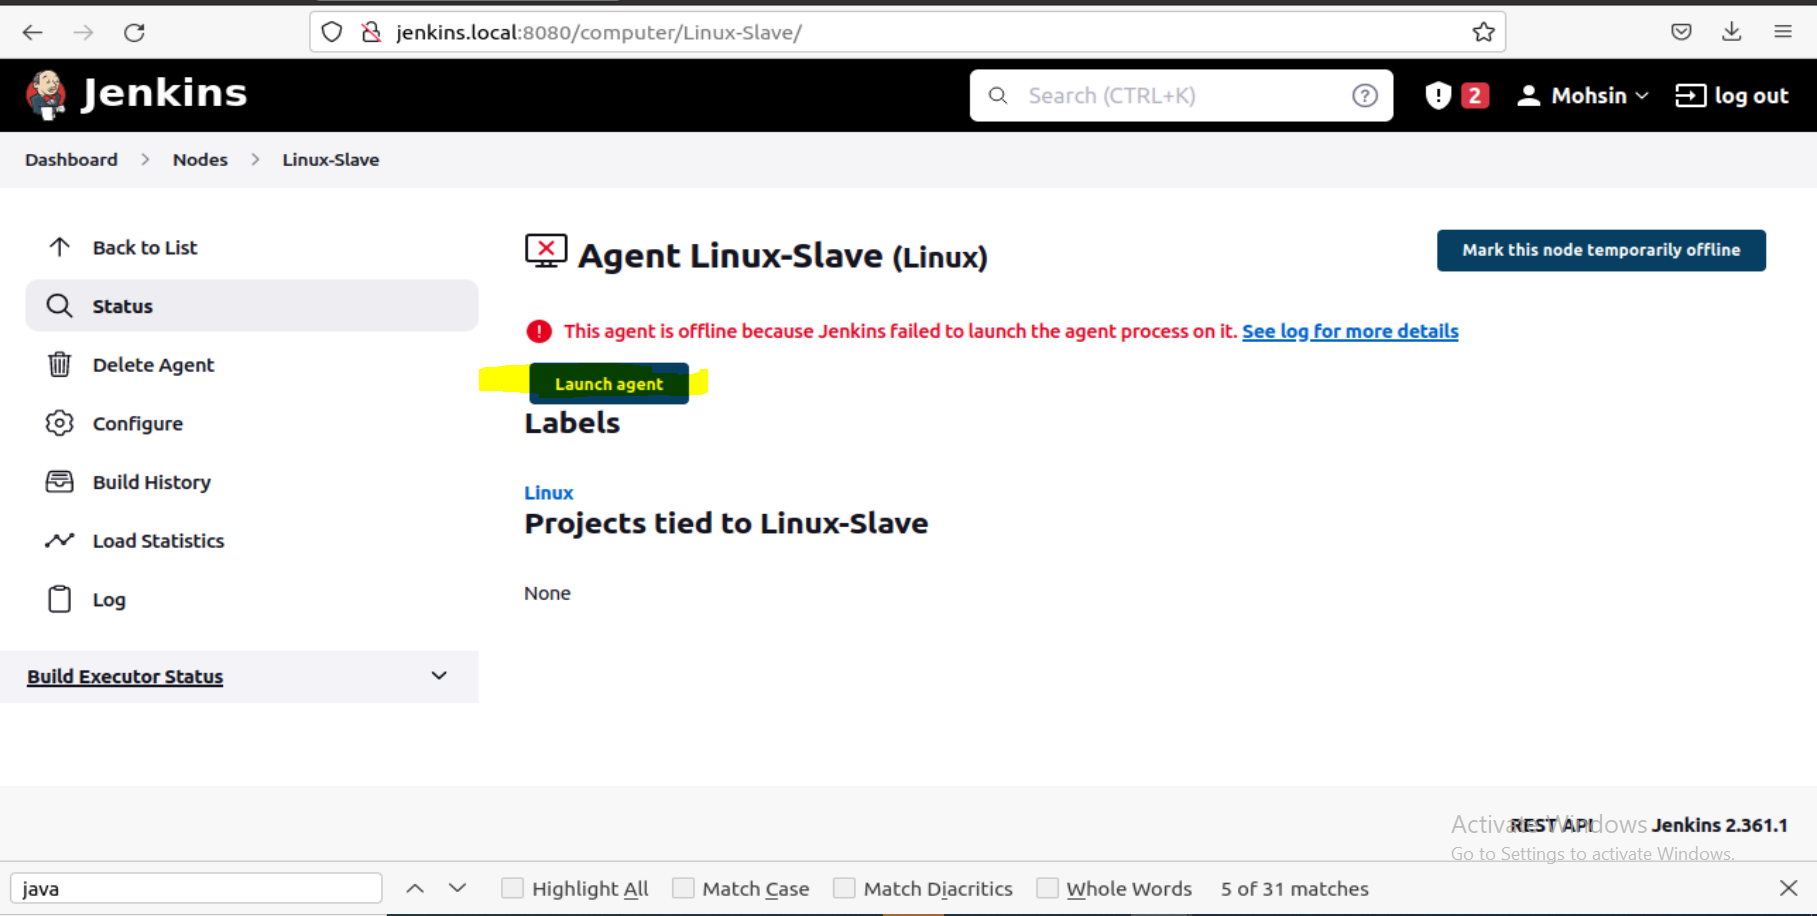 jenkins.local:8080/computer/Linux-Slave/
Jenkins
Search (CTRL+K)
2
Mohsin
log out
Dashboard
Nodes
Linux-Slave
Back to List
Status
Delete Agent
Configure
Build History
Load Statistics
Log
Build Executor Status
Agent Linux-Slave (Linux)
Mark this node temporarily offline
This agent is offline because Jenkins failed to launch the agent process on it. See log for more details
Launch agent
Labels
Linux
Projects tied to Linux-Slave
None
REST API
Jenkins 2.361.1
Activate Windows
Go to Settings to activate Windows.
java
Highlight All
Match Case
Match Diacritics
Whole Words
5 of 31 matches